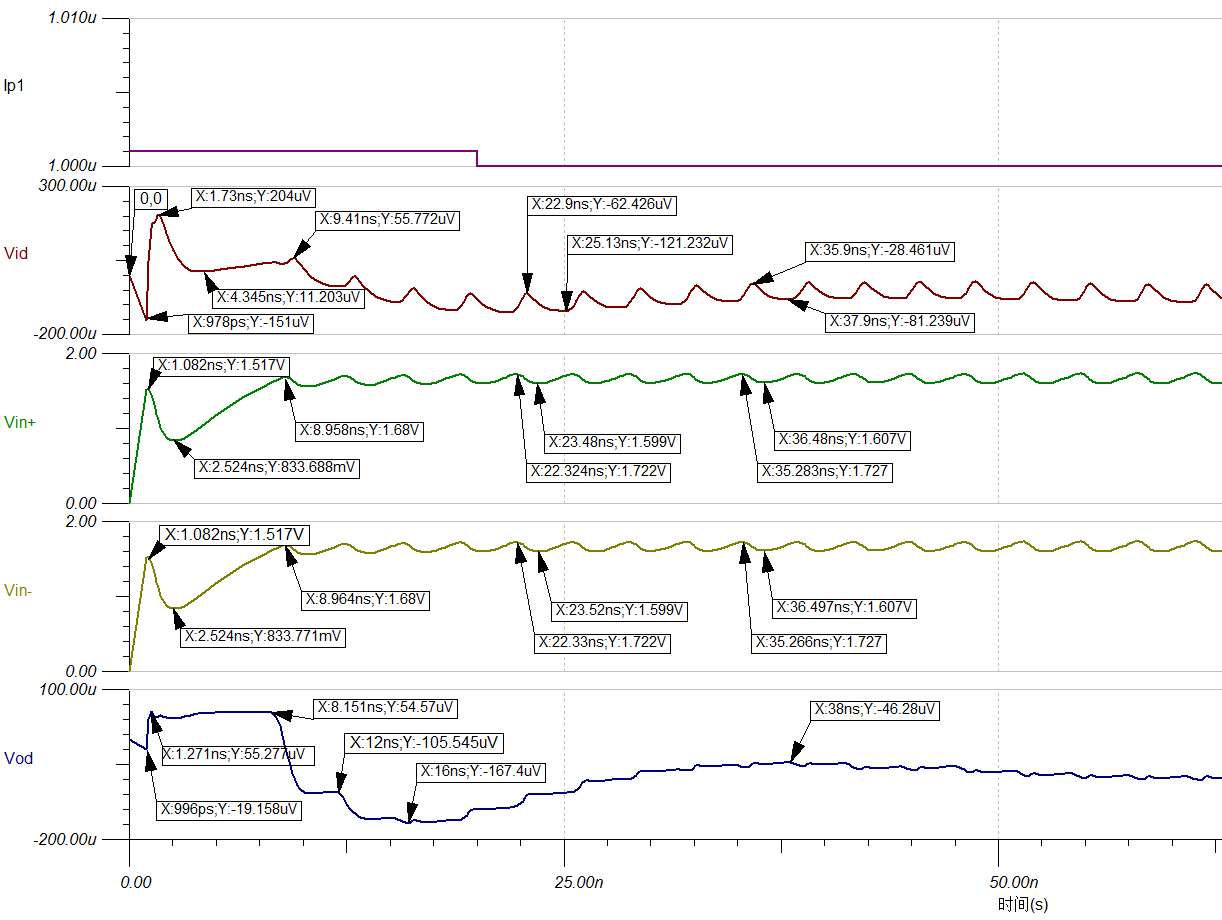 1.010u
Ip1
1.000u
300.00u
0,0
X:1.73ns;Y:204uV
X:22.9ns;Y:-62.426uV
X:9.41ns;Y:55.772uV
X:25.13ns;Y:-121.232uV
X:35.9ns;Y:-28.461uV
Vid
X:4.345ns;Y:11.203uV
X:978ps;Y:-151uV
X:37.9ns;Y:-81.239uV
-200.00u
2.00
X:1.082ns;Y:1.517V
Vin+
X:8.958ns;Y:1.68V
X:23.48ns;Y:1.599V
X:36.48ns;Y:1.607V
X:2.524ns;Y:833.688mV
X:22.324ns;Y:1.722V
X:35.283ns;Y:1.727
0.00
2.00
X:1.082ns;Y:1.517V
Vin-
X:8.964ns;Y:1.68V
X:23.52ns;Y:1.599V
X:36.497ns;Y:1.607V
X:2.524ns;Y:833.771mV
X:22.33ns;Y:1.722V
X:35.266ns;Y:1.727
0.00
100.00u
X:8.151ns;Y:54.57uV
X:38ns;Y:-46.28uV
X:12ns;Y:-105.545uV
X:1.271ns;Y:55.277uV
Vod
X:16ns;Y:-167.4uV
X:996ps;Y:-19.158uV
-200.00u
0.00
25.00n
50.00n
时间(s)